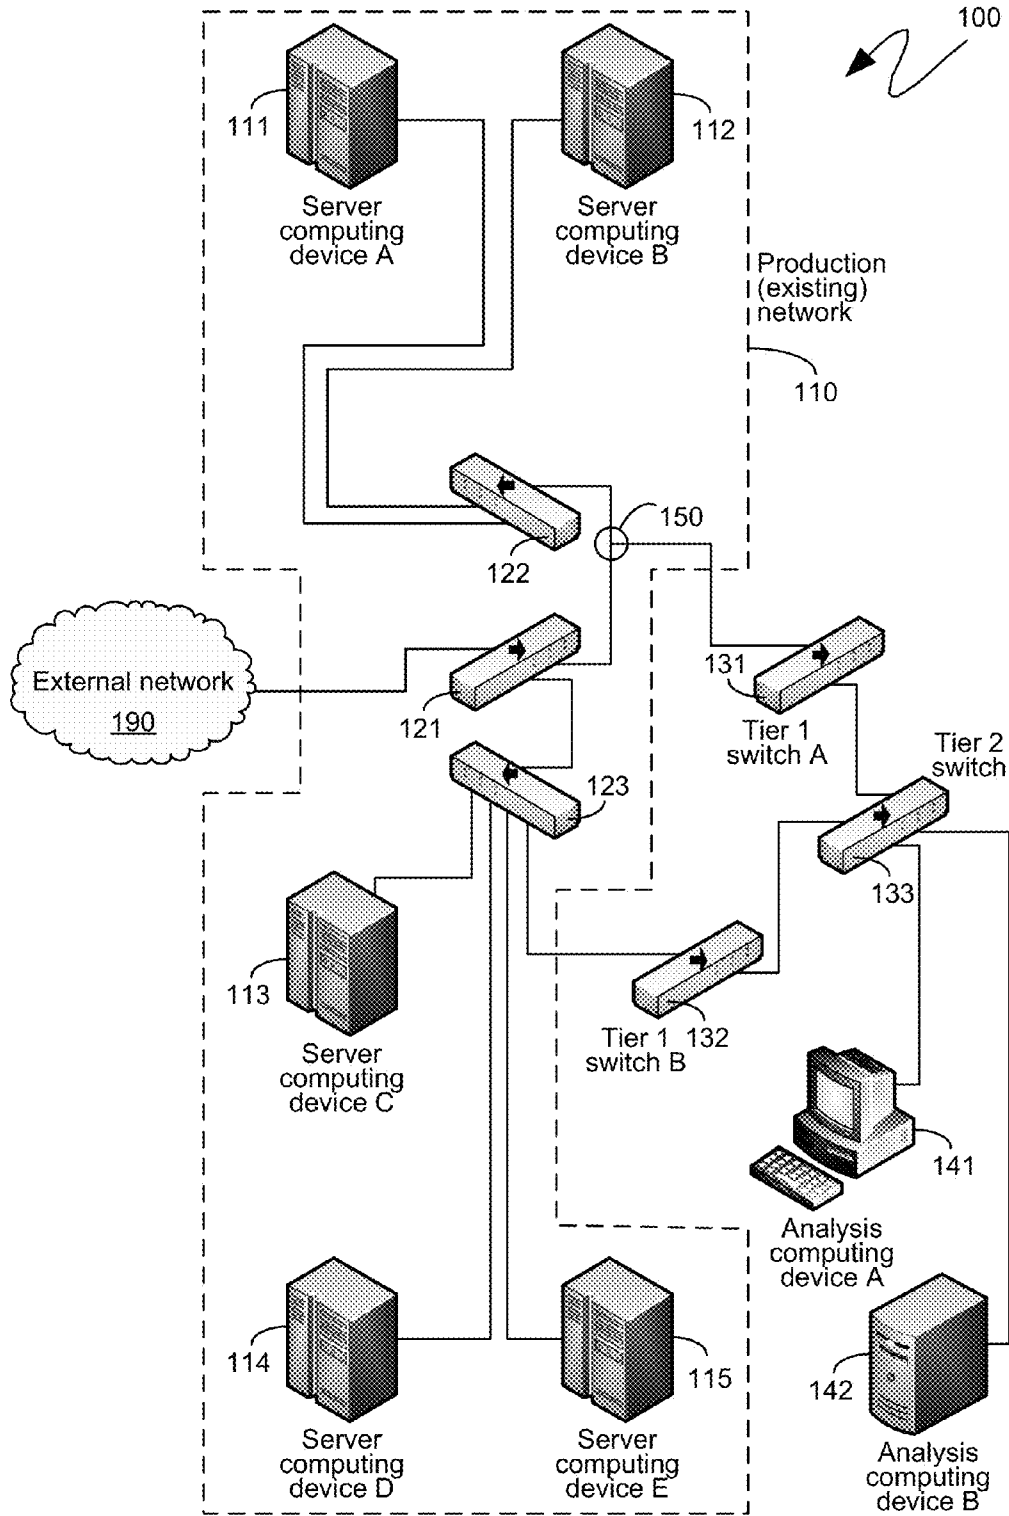 100
111
112
Server
computing
device A
Server
computing
device B
Production
(existing)
network
110
150
122
External network
190
121
131
Tier 1
switch A
Tier 2
switch
123
133
113
Server
computing
device C
Tier 1 132
switch B
141
Analysis
computing
device A
114
115
142
Server
computing
device D
Server
computing
device E
Analysis
computing
device B